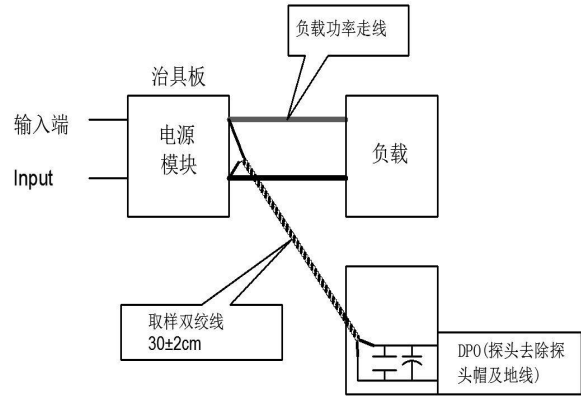 负载功率走线
治具板
输入端
电源
模块
负载
Input
取样双绞线
30±2cm
DPO(探头去除探
头帽及地线)